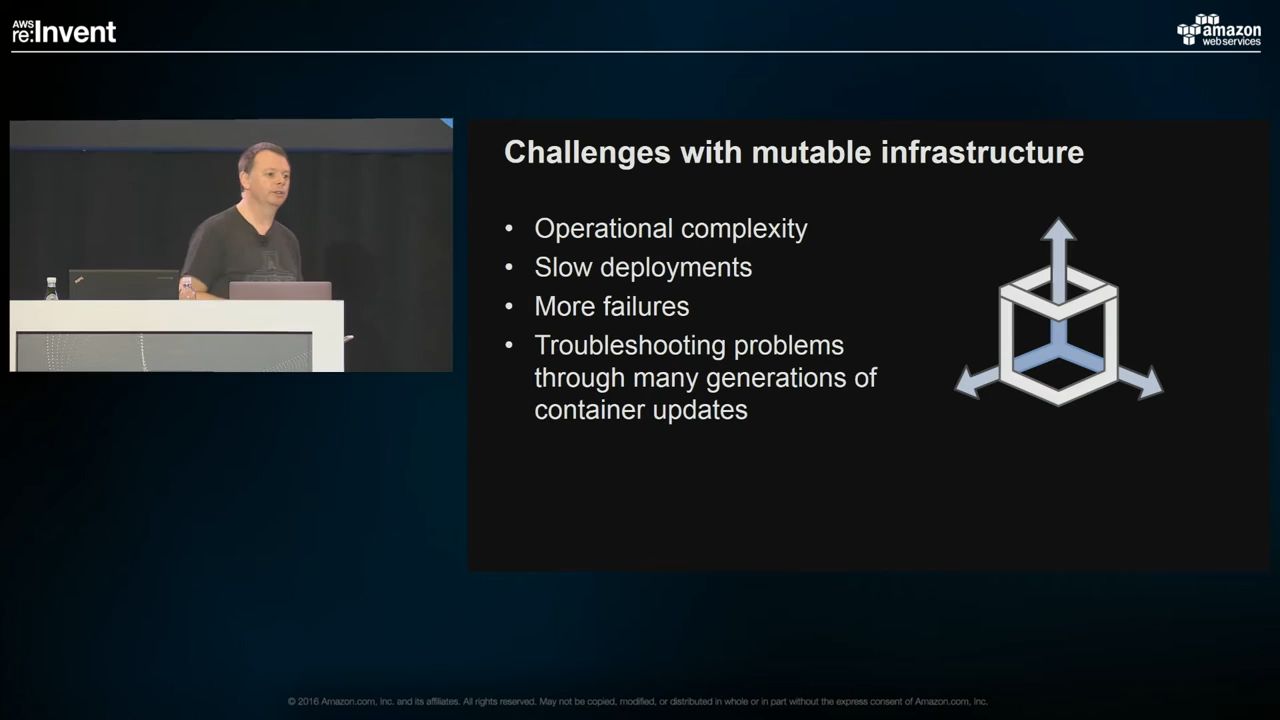 AWS
re:Invent
amazon
webservices
Challenges with mutable infrastructure
• Operational complexity
• Slow deployments
• More failures
• Troubleshooting problems
through many generations of
container updates
© 2016 Amazon.com, Inc. and its affiliates. All rights reserved. May not be copied, modified, or distributed in whole or in part without the express consent of Amazon.com, Inc.